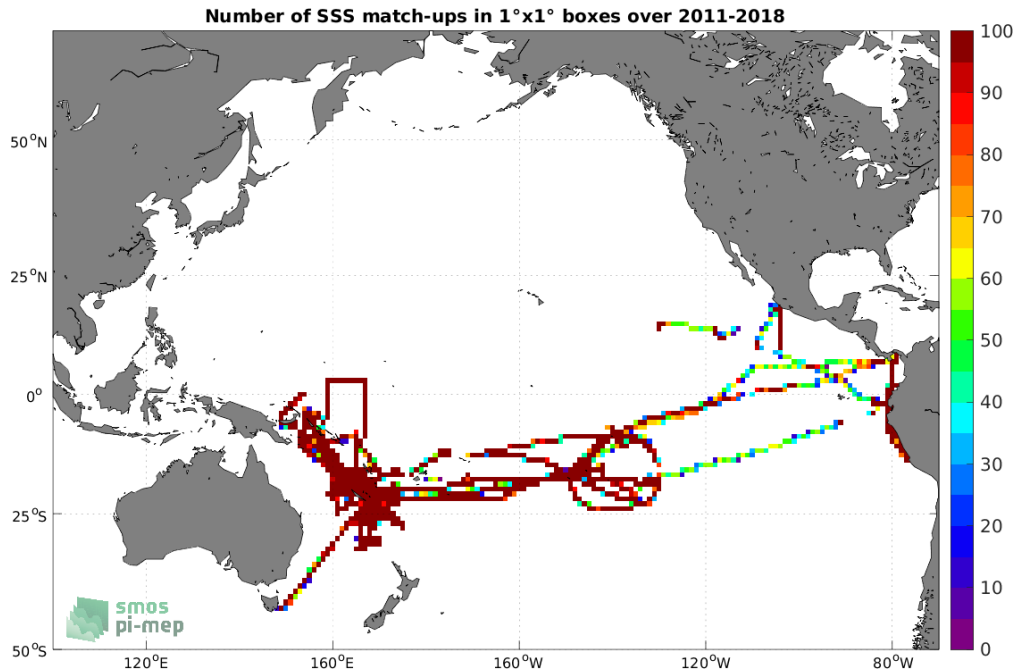 Number of SSS match-ups in 1°x1° boxes over 2011-2018
100
90
80
70
60
50
40
30
20
10
0
50°N
25°N
0°
25°S
50°S
120°E
160°E
160°W
120°W
80°W
smos
pi-mep